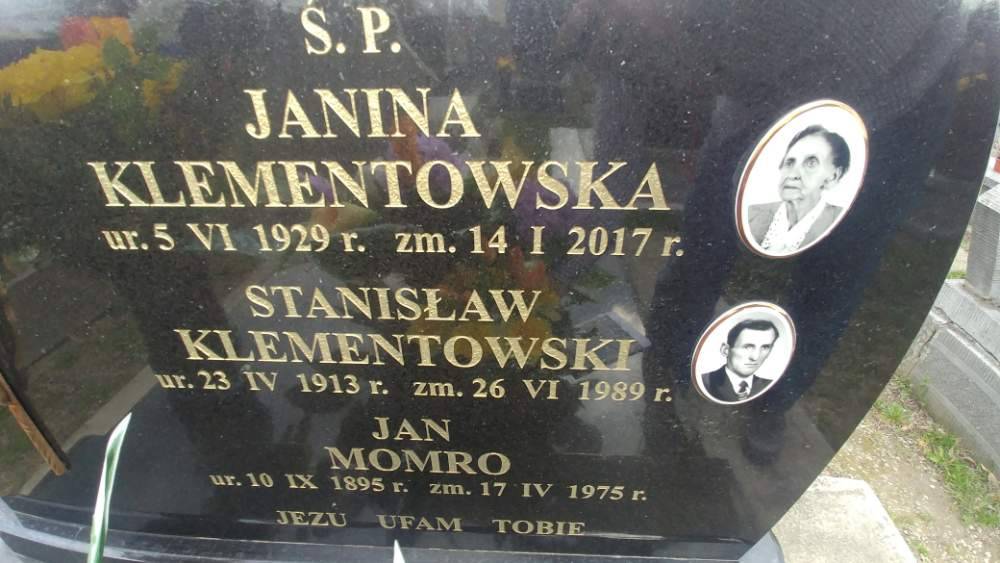 Ś. P.
JANINA
KLEMENTOWSKA
ur. 5 VI 1929 r. zm. 14 I 2017 r.
STANISŁAW
KLEMENTOWSKI
ur. 23 IV 1913 r. zm. 26 VI 1989 r.
JAN
MOMRO
ur. 10 IX 1895 r. zm. 17 IV 1975 r.
JEZU UFAM TOBIE